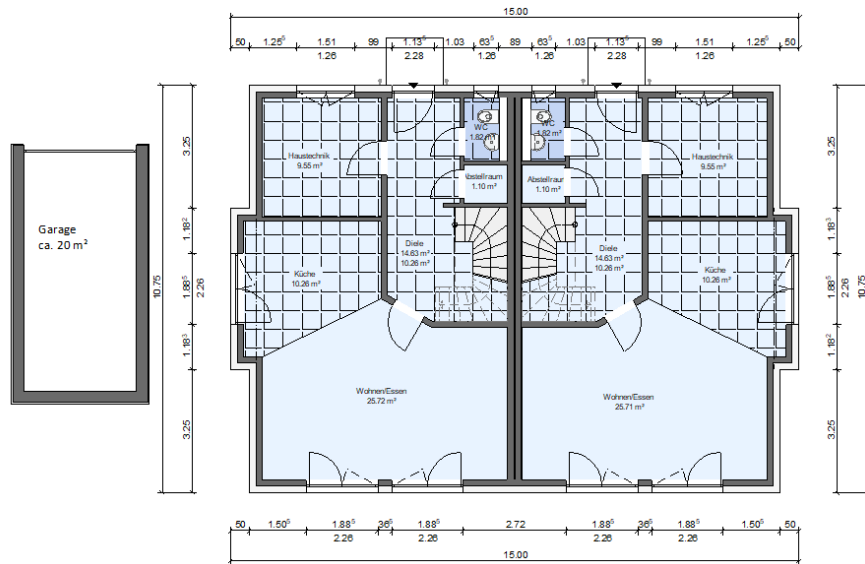 15.00
50 1.25⁵ 1.51 99 1.13⁵ 1.03 63⁵ 89 63⁵ 1.03 1.13⁵ 99 1.51 1.25⁵ 50
1.26 2.28 1.26 1.26 2.28 1.26
WC
1.82 m²
WC
1.82 m²
Haustechnik
9.55 m²
Abstellraum
1.10 m²
Abstellraum
1.10 m²
Haustechnik
9.55 m²
Garage
ca. 20 m²
Diele
14.63 m²
10.26 m²
Diele
14.63 m²
10.26 m²
Küche
10.26 m²
Küche
10.26 m²
Wohnen/Essen
25.72 m²
Wohnen/Essen
25.71 m²
10.75
3.25
1.18²
1.88⁵
2.26
1.18³
3.25
3.25
1.18³
1.88⁵
2.26
1.18²
3.25
10.75
50 1.50⁵ 1.88⁵ 36⁵ 1.88⁵ 2.72 1.88⁵ 36⁵ 1.88⁵ 1.50⁵ 50
2.26 2.26 2.26 2.26
15.00